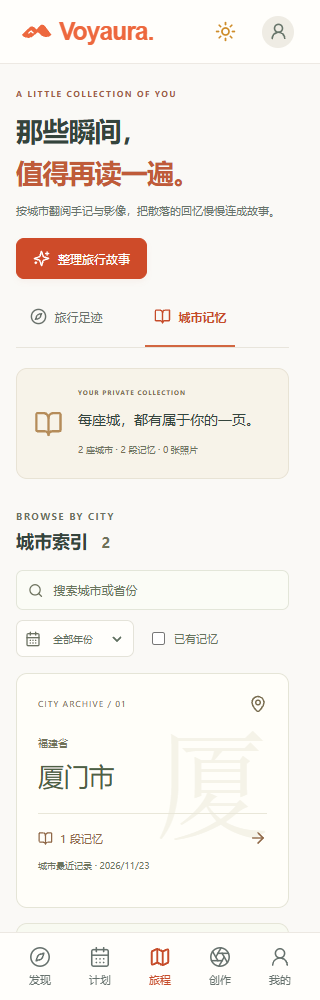 Voyaura.
A LITTLE COLLECTION OF YOU
那些瞬间，
值得再读一遍。
按城市翻阅手记与影像，把散落的回忆慢慢连成故事。
整理旅行故事
旅行足迹
城市记忆
YOUR PRIVATE COLLECTION
每座城，都有属于你的一页。
2 座城市 · 2 段记忆 · 0 张照片
BROWSE BY CITY
城市索引 2
搜索城市或省份
全部年份
已有记忆
CITY ARCHIVE / 01
福建省
厦门市
厦
1 段记忆
城市最近记录 · 2026/11/23
发现 计划 旅程 创作 我的